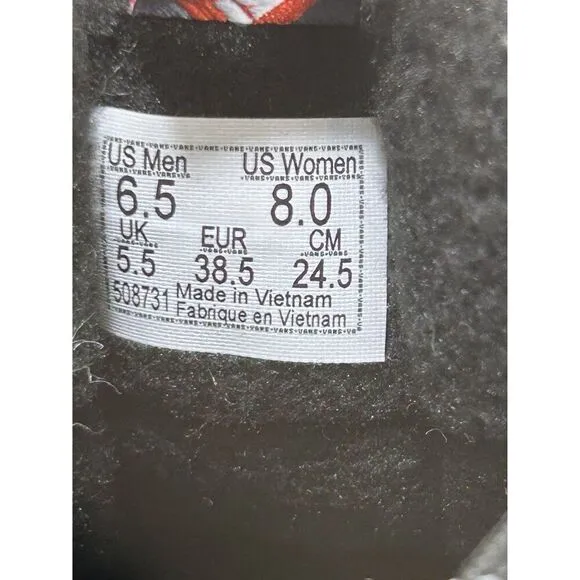 US Men US Women
6.5 8.0
UK EUR CM
5.5 38.5 24.5
508731 Made in Vietnam
Fabrique en Vietnam